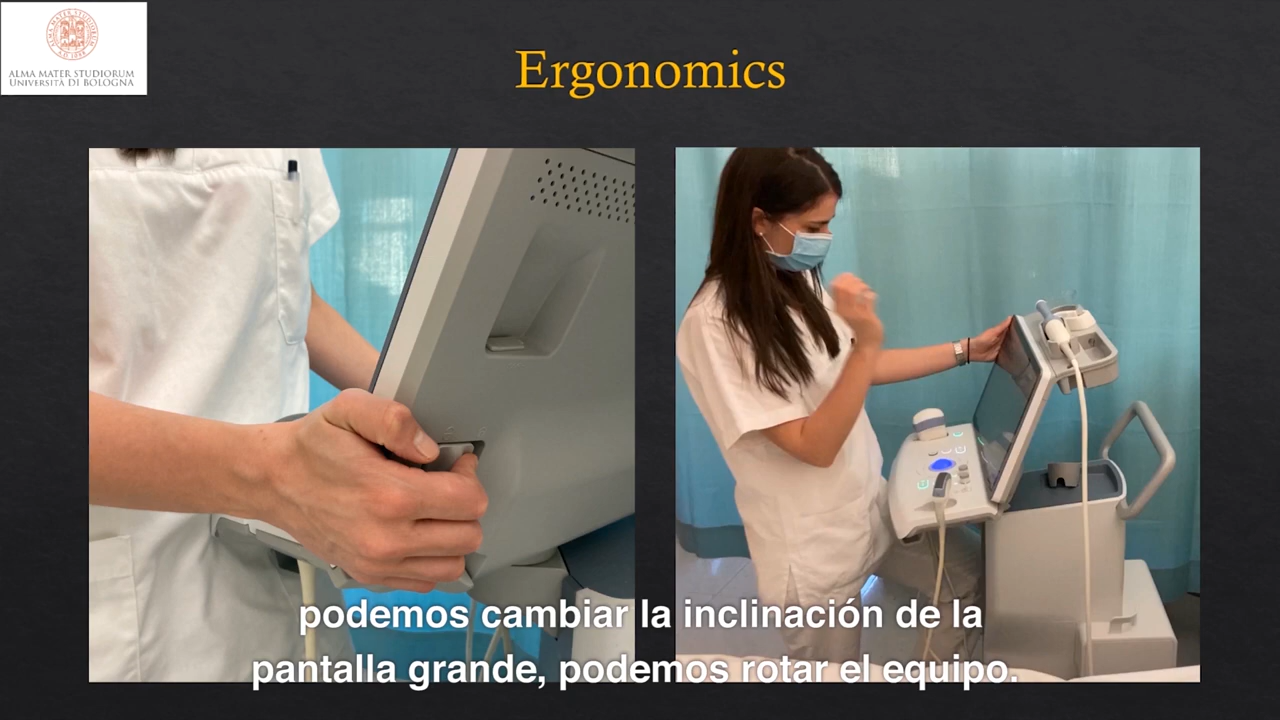 ALMA MATER STUDIORUM
UNIVERSITÀ DI BOLOGNA
Ergonomics
podemos cambiar la inclinación de la
pantalla grande, podemos rotar el equipo.